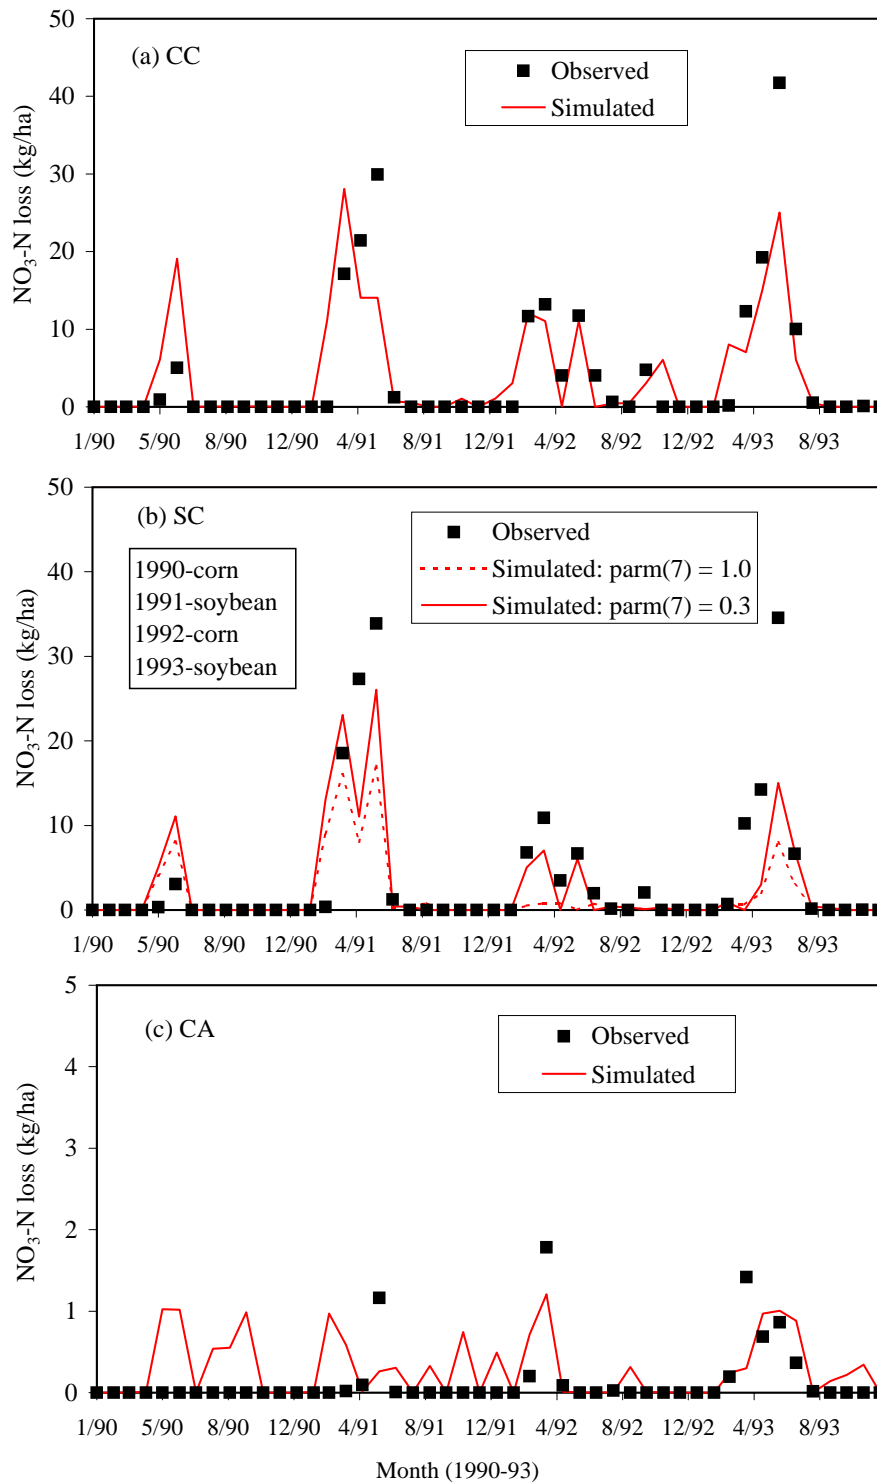 50
(a) CC
Observed
Simulated
40
30
20
10
0
NO₃-N loss (kg/ha)
1/90 5/90 8/90 12/90 4/91 8/91 12/91 4/92 8/92 12/92 4/93 8/93
50
(b) SC
Observed
Simulated: parm(7) = 1.0
Simulated: parm(7) = 0.3
1990-corn
1991-soybean
1992-corn
1993-soybean
40
30
20
10
0
NO₃-N loss (kg/ha)
1/90 5/90 8/90 12/90 4/91 8/91 12/91 4/92 8/92 12/92 4/93 8/93
5
(c) CA
Observed
Simulated
4
3
2
1
0
NO₃-N loss (kg/ha)
1/90 5/90 8/90 12/90 4/91 8/91 12/91 4/92 8/92 12/92 4/93 8/93
Month (1990-93)